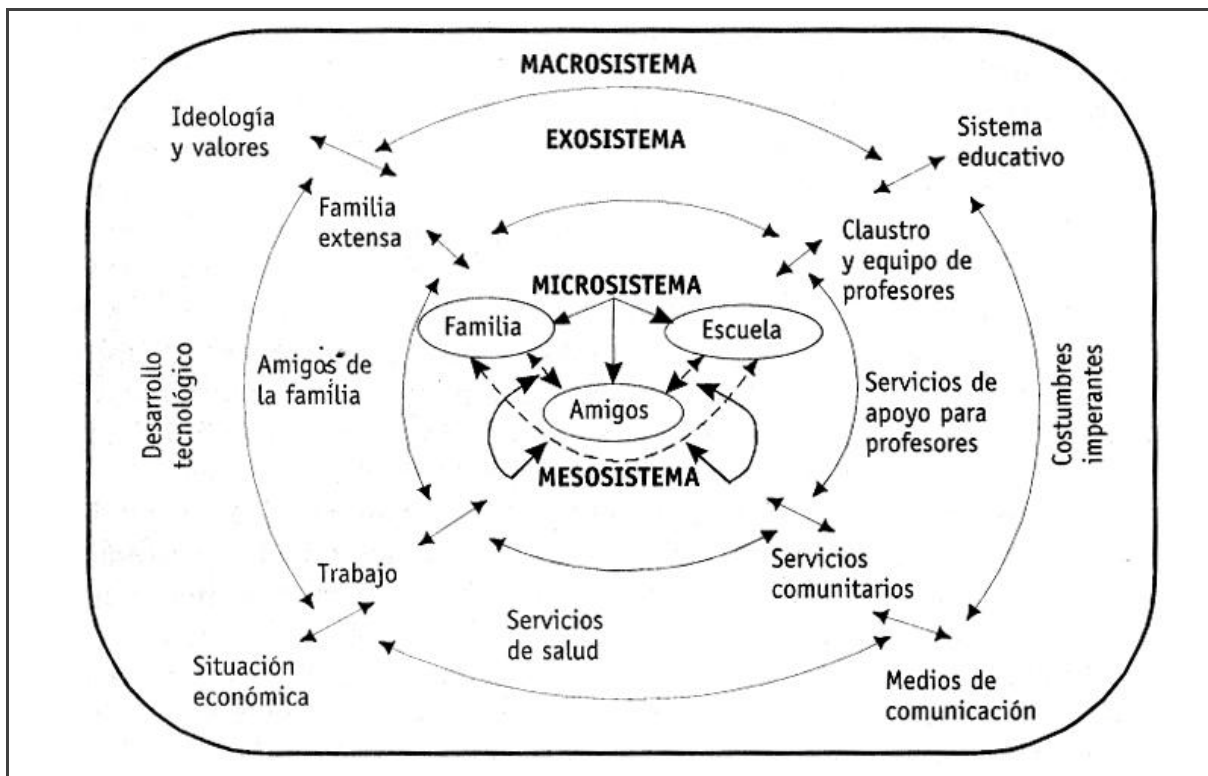 MACROSISTEMA
Ideología
y valores
EXOSISTEMA
Sistema
educativo
Familia
extensa
Claustro
y equipo de
profesores
MICROSISTEMA
Familia
Escuela
Desarrollo
tecnológico
Amigos de
la familia
Amigos
Servicios de
apoyo para
profesores
Costumbres
imperantes
MESOSISTEMA
Trabajo
Servicios
comunitarios
Servicios
de salud
Situación
económica
Medios de
comunicación